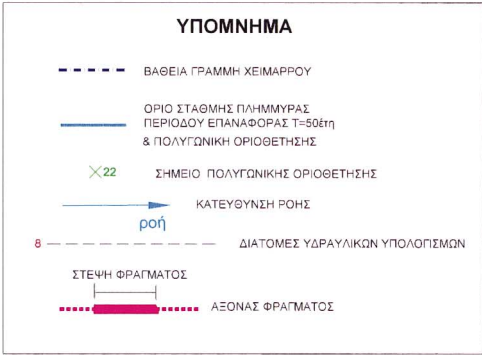 ΥΠΟΜΝΗΜΑ
ΒΑΘΕΙΑ ΓΡΑΜΜΗ ΧΕΙΜΑΡΡΟΥ
ΟΡΙΟ ΣΤΑΘΜΗΣ ΠΛΗΜΜΥΡΑΣ
ΠΕΡΙΟΔΟΥ ΕΠΑΝΑΦΟΡΑΣ Τ=50έτη
& ΠΟΛΥΓΩΝΙΚΗ ΟΡΙΟΘΕΤΗΣΗΣ
22 ΣΗΜΕΙΟ ΠΟΛΥΓΩΝΙΚΗΣ ΟΡΙΟΘΕΤΗΣΗΣ
ΚΑΤΕΥΘΥΝΣΗ ΡΟΗΣ
ροή
8 ΔΙΑΤΟΜΕΣ ΥΔΡΑΥΛΙΚΩΝ ΥΠΟΛΟΓΙΣΜΩΝ
ΣΤΕΨΗ ΦΡΑΓΜΑΤΟΣ
ΑΞΟΝΑΣ ΦΡΑΓΜΑΤΟΣ